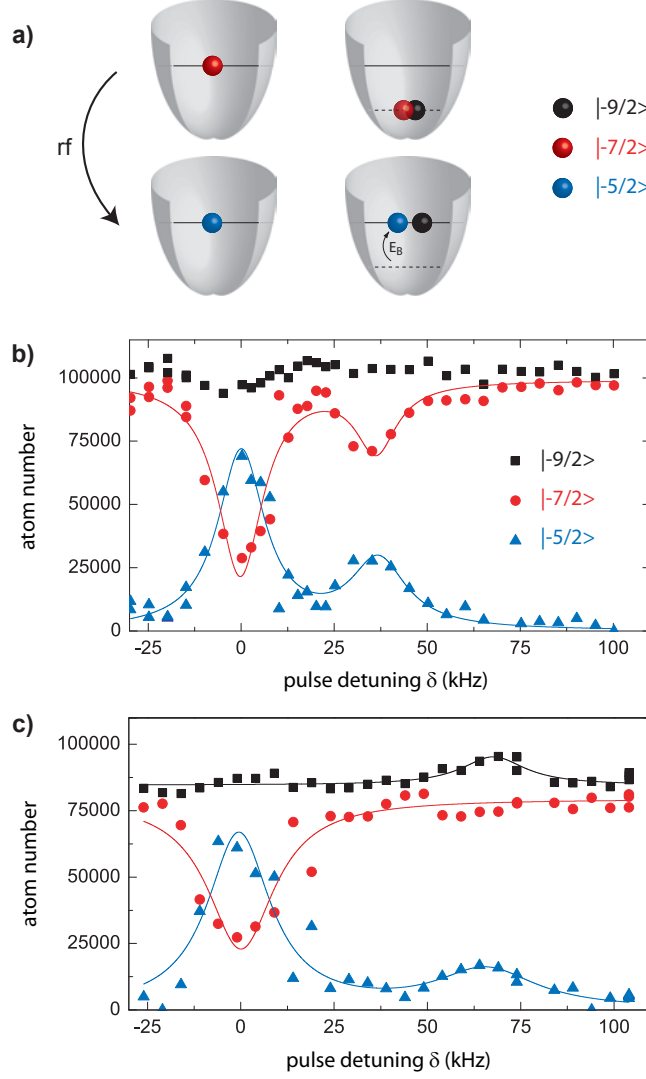 a)
rf
E_B
|-9/2>
|-7/2>
|-5/2>
b)
atom number
100000
75000
50000
25000
0
|-9/2>
|-7/2>
|-5/2>
-25 0 25 50 75 100
pulse detuning δ (kHz)
c)
atom number
100000
75000
50000
25000
0
-25 0 25 50 75 100
pulse detuning δ (kHz)